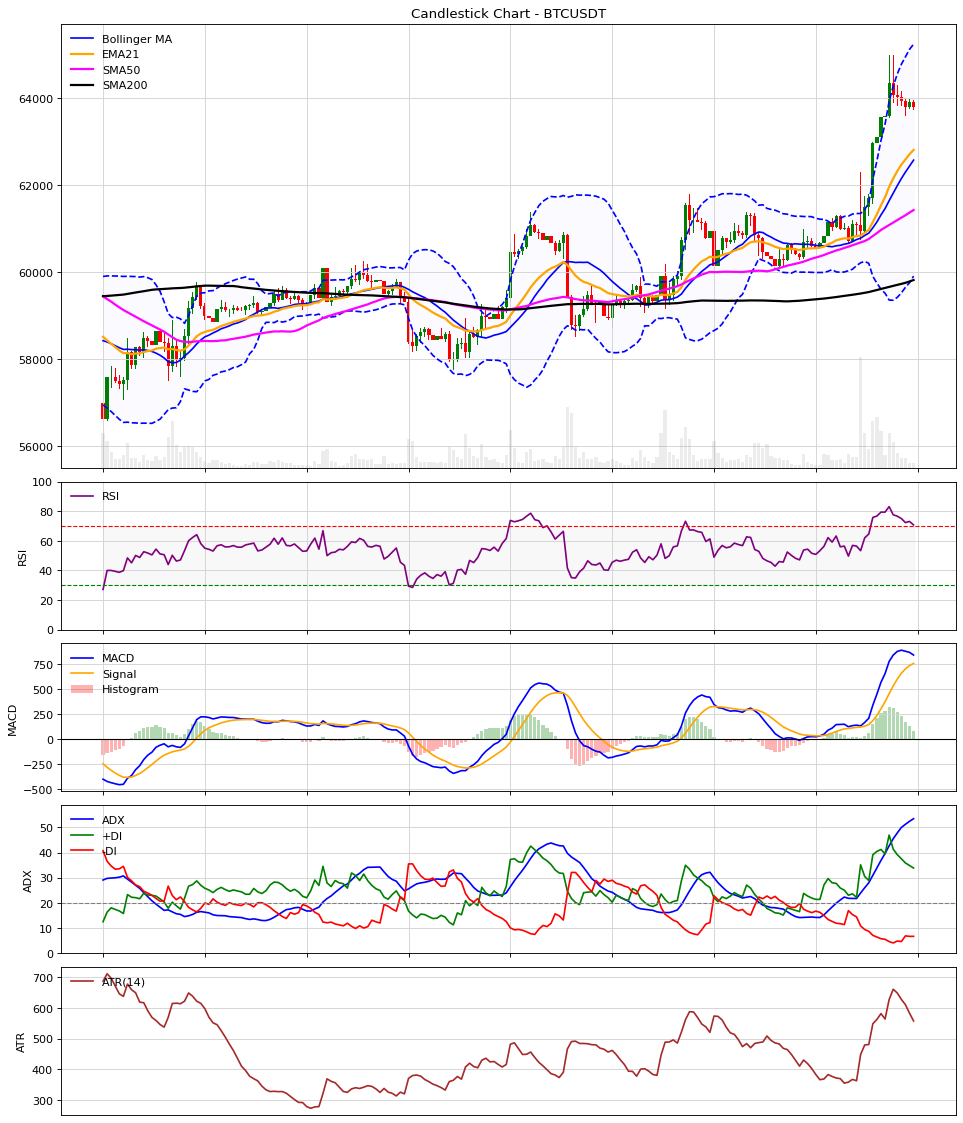 Candlestick Chart - BTCUSDT
Bollinger MA
EMA21
SMA50
SMA200
64000
62000
60000
58000
56000
RSI
100
80
60
40
20
0
RSI
MACD
Signal
Histogram
750
500
250
0
−250
−500
MACD
ADX
+DI
-DI
50
40
30
20
10
0
ADX
ATR(14)
700
600
500
400
300
ATR